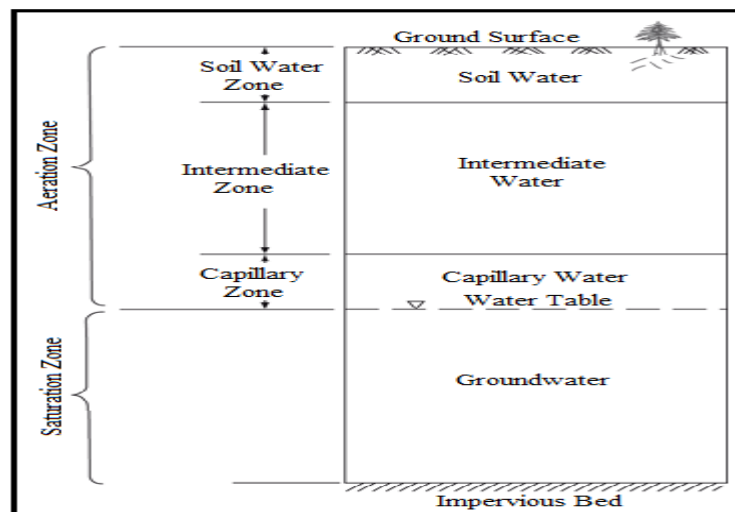 Ground Surface
Soil Water
Zone
Soil Water
Aeration Zone
Intermediate
Zone
Intermediate
Water
Capillary
Zone
Capillary Water
Water Table
Saturation Zone
Groundwater
Impervious Bed